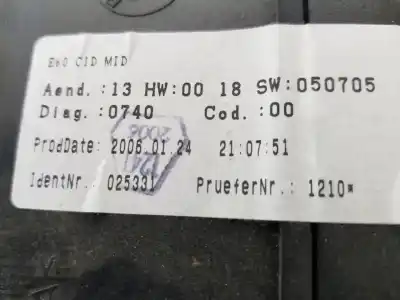 E60 CID MID
Aend.:13 HW:00 18 SW:050705
Diag.:0740 Cod.:00
ProdDate: 2006.01.24 21:07:51
IdentNr.: 025331 PrueferNr.: 1210*
2006